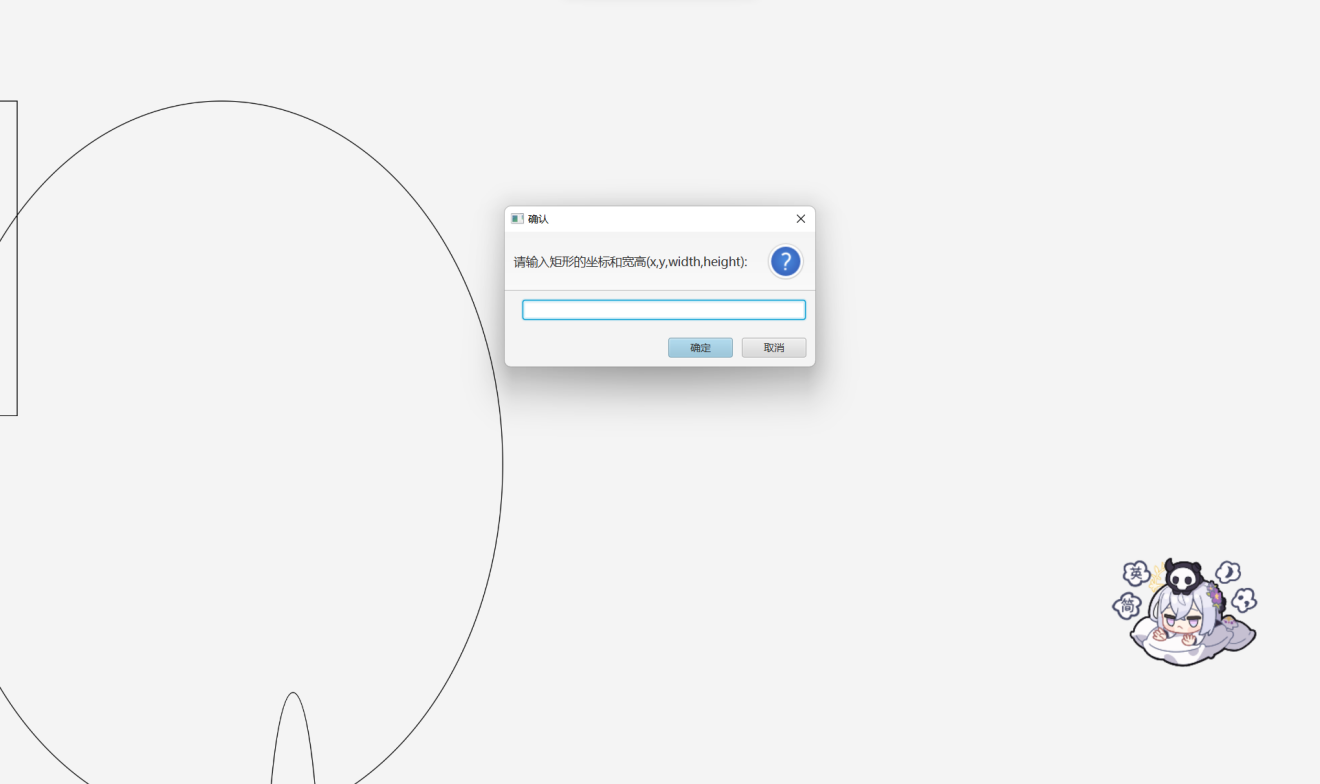 确认
请输入矩形的坐标和宽高(x,y,width,height):
?
确定
取消
英
简